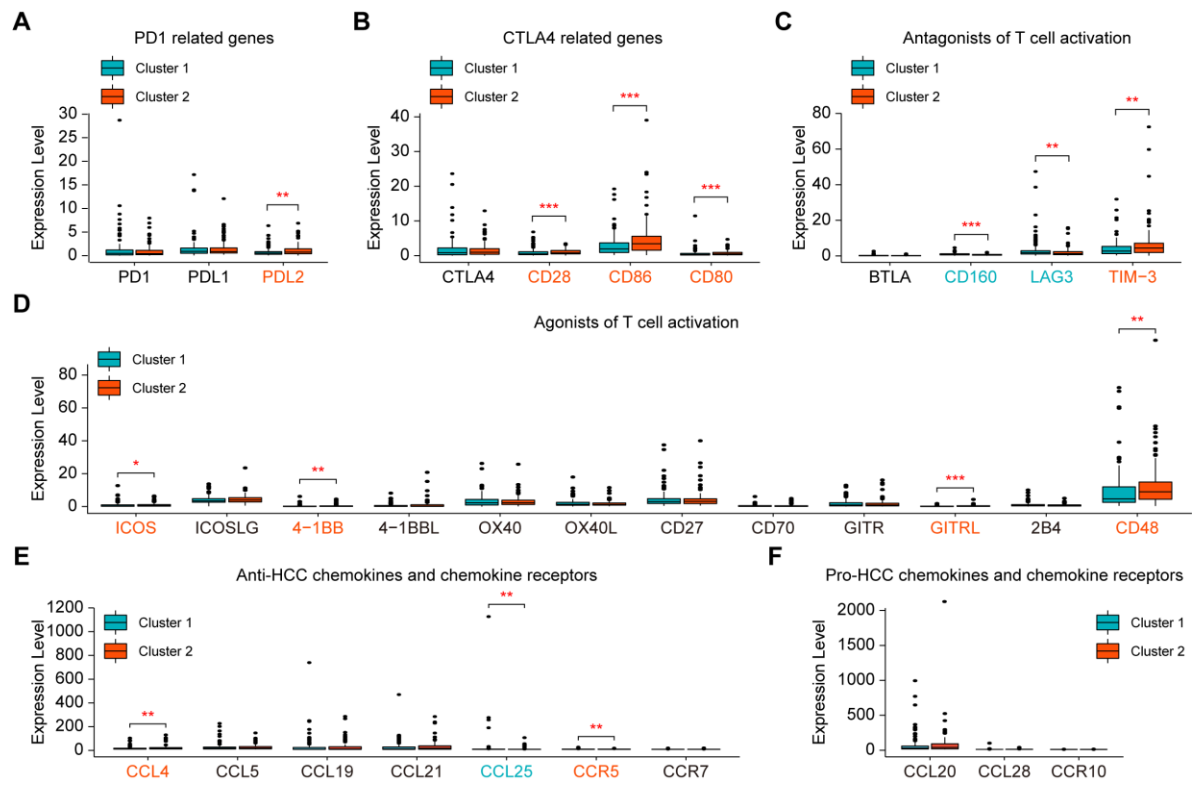 A
PD1 related genes
Cluster 1
Cluster 2
Expression Level
30
25
20
15
10
5
0
**
PD1 PDL1 PDL2
B
CTLA4 related genes
Cluster 1
Cluster 2
Expression Level
40
30
20
10
0
*** *** ***
CTLA4 CD28 CD86 CD80
C
Antagonists of T cell activation
Cluster 1
Cluster 2
Expression Level
80
60
40
20
0
*** ** **
BTLA CD160 LAG3 TIM-3
D
Agonists of T cell activation
Cluster 1
Cluster 2
Expression Level
80
60
40
20
0
* ** *** **
ICOS ICOSLG 4-1BB 4-1BBL OX40 OX40L CD27 CD70 GITR GITRL 2B4 CD48
E
Anti-HCC chemokines and chemokine receptors
Cluster 1
Cluster 2
Expression Level
1200
1000
800
600
400
200
0
** ** **
CCL4 CCL5 CCL19 CCL21 CCL25 CCR5 CCR7
F
Pro-HCC chemokines and chemokine receptors
Cluster 1
Cluster 2
Expression Level
2000
1500
1000
500
0
CCL20 CCL28 CCR10